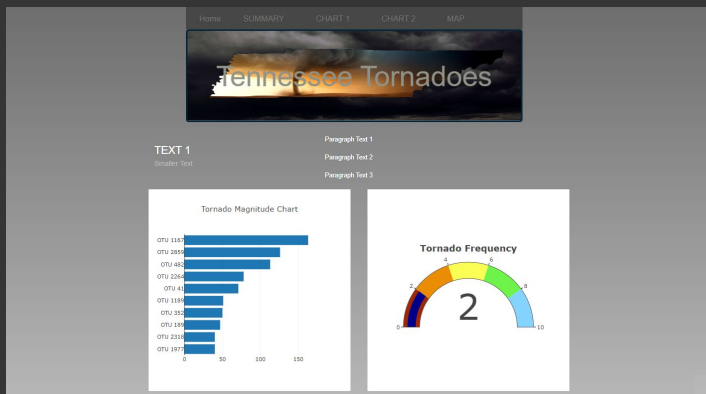 Home SUMMARY CHART 1 CHART 2 MAP
Tennessee Tornadoes
TEXT 1
Smaller Text
Paragraph Text 1
Paragraph Text 2
Paragraph Text 3
Tornado Magnitude Chart
OTU 1167
OTU 2859
OTU 482
OTU 2264
OTU 41
OTU 1189
OTU 352
OTU 189
OTU 2318
OTU 1977
0 50 100 150
Tornado Frequency
4 6
2 8
2
0 10